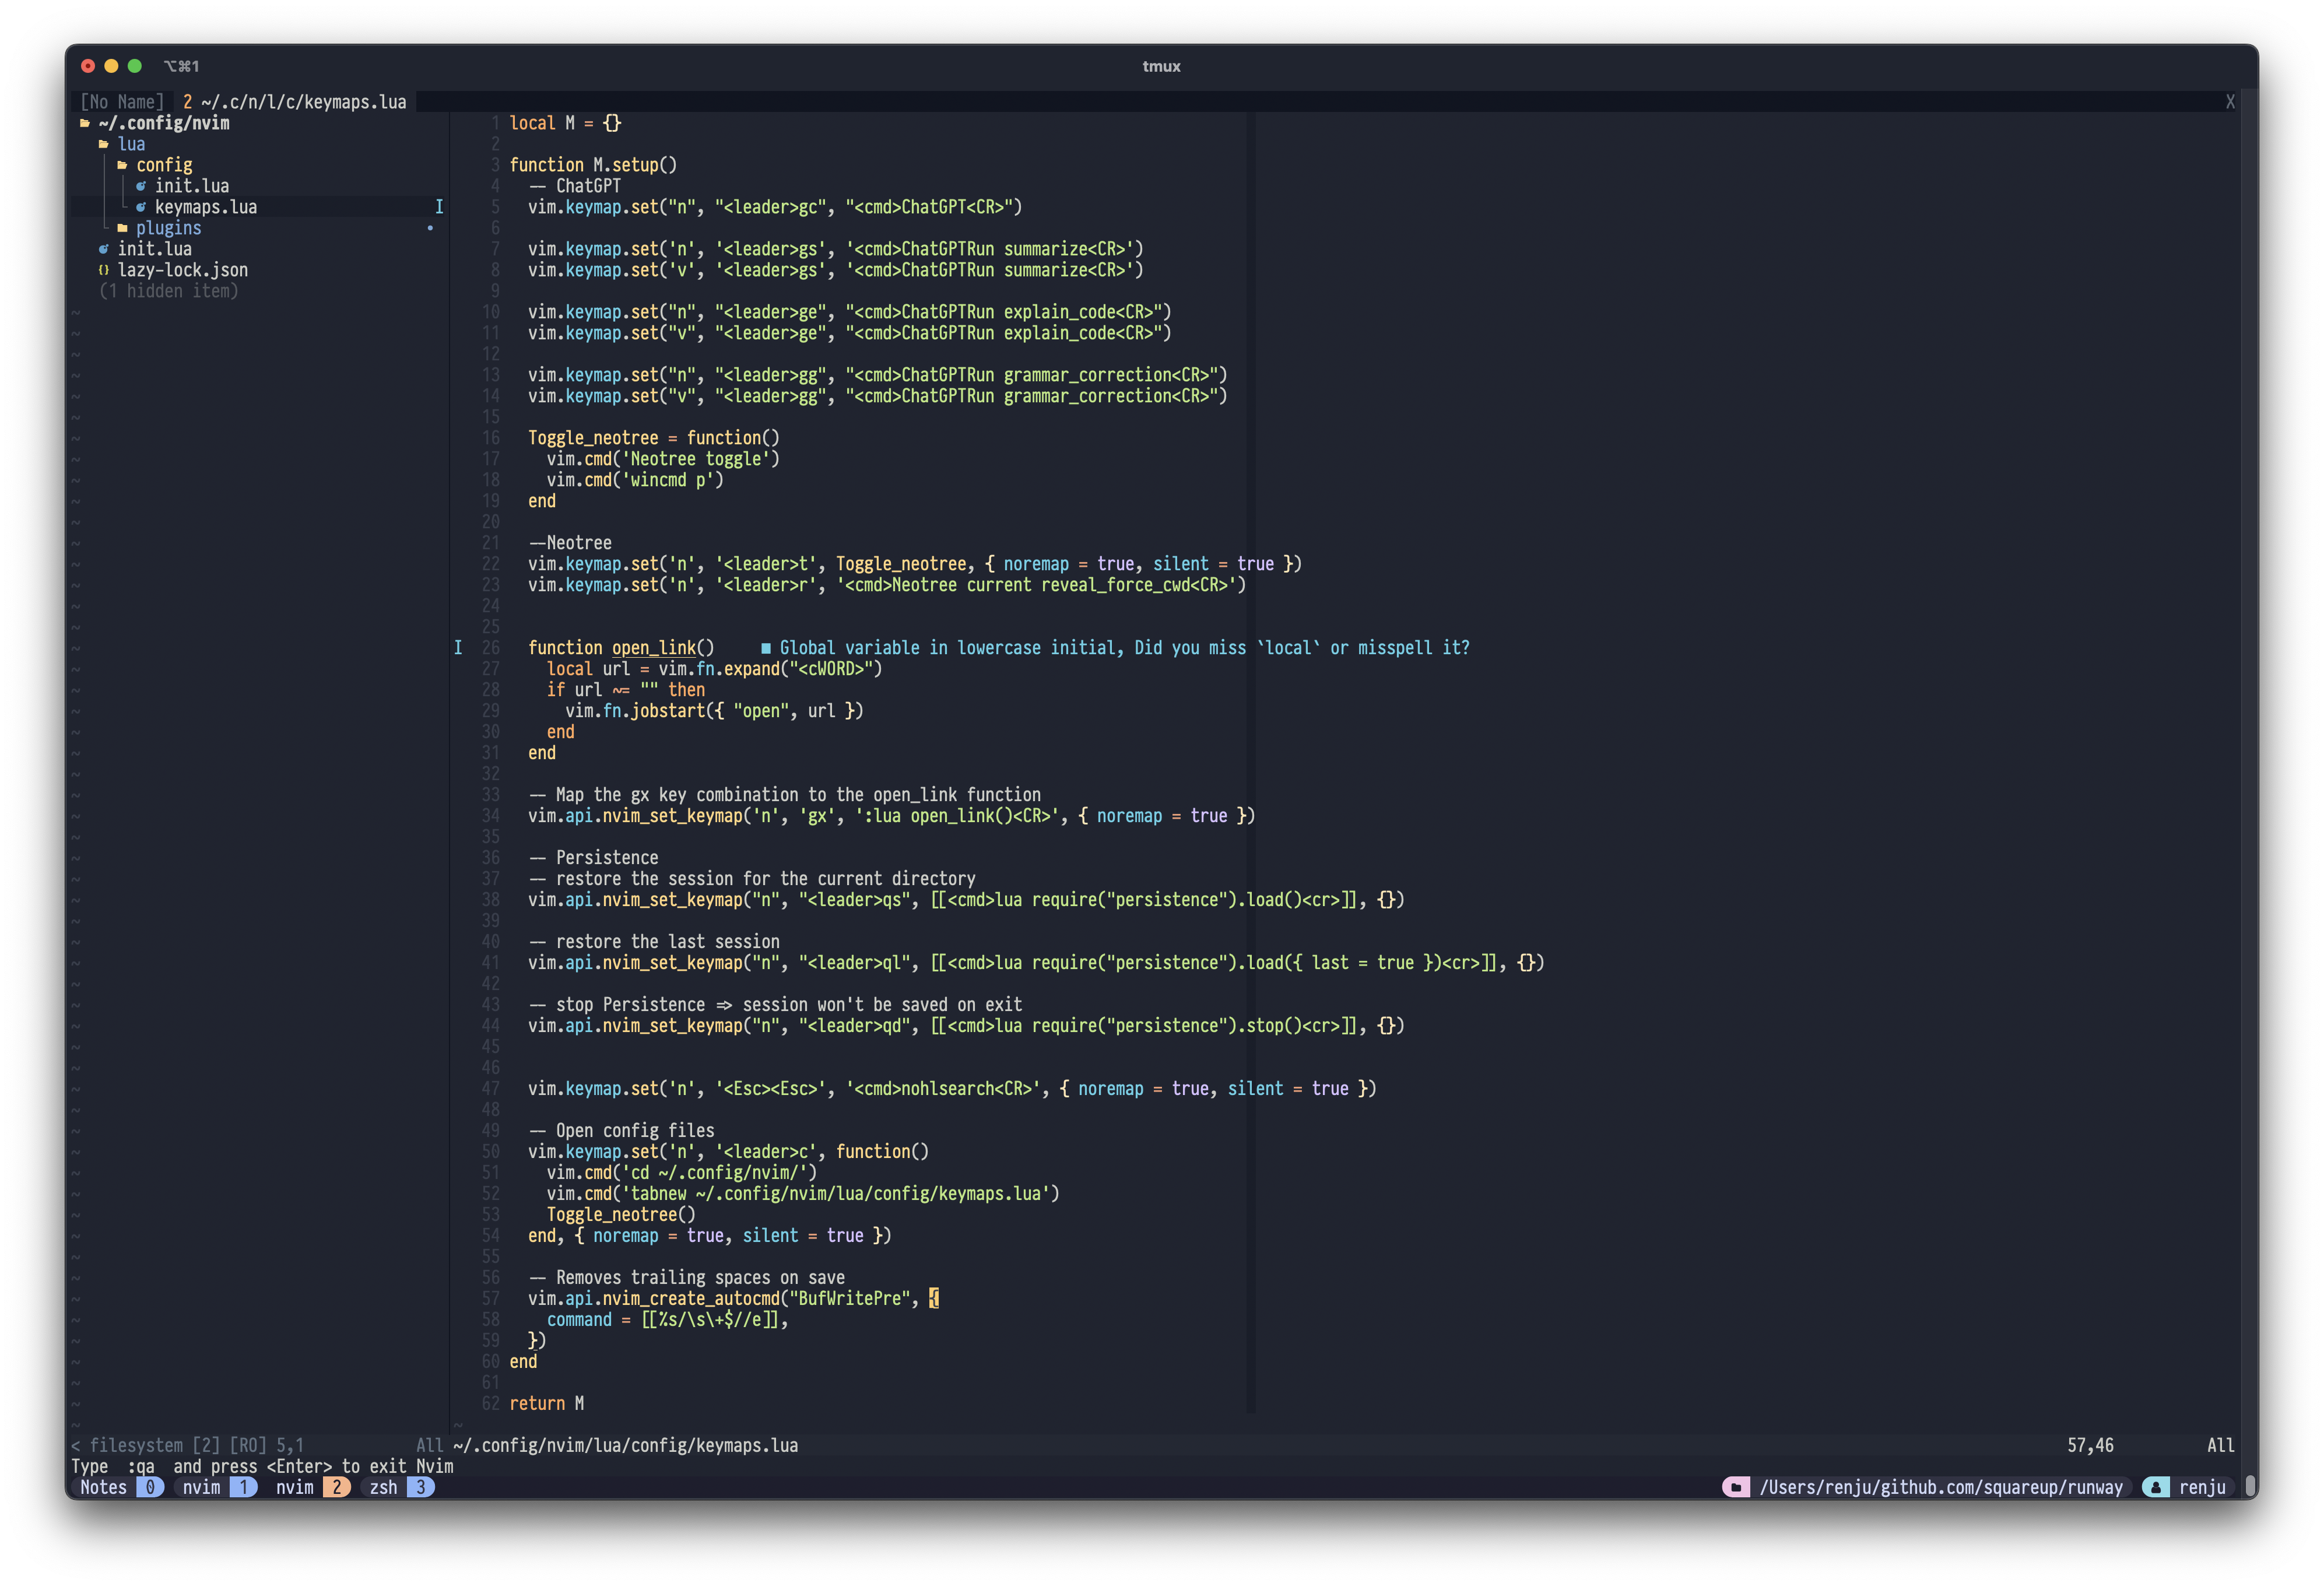 ⌥⌘1
tmux
[No Name] 2 ~/.c/n/l/c/keymaps.lua X
~/.config/nvim
lua
config
init.lua
keymaps.lua I
plugins •
init.lua
{} lazy-lock.json
(1 hidden item)
1 local M = {}
2
3 function M.setup()
4   -- ChatGPT
5   vim.keymap.set("n", "<leader>gc", "<cmd>ChatGPT<CR>")
6
7   vim.keymap.set('n', '<leader>gs', '<cmd>ChatGPTRun summarize<CR>')
8   vim.keymap.set('v', '<leader>gs', '<cmd>ChatGPTRun summarize<CR>')
9
10   vim.keymap.set("n", "<leader>ge", "<cmd>ChatGPTRun explain_code<CR>")
11   vim.keymap.set("v", "<leader>ge", "<cmd>ChatGPTRun explain_code<CR>")
12
13   vim.keymap.set("n", "<leader>gg", "<cmd>ChatGPTRun grammar_correction<CR>")
14   vim.keymap.set("v", "<leader>gg", "<cmd>ChatGPTRun grammar_correction<CR>")
15
16   Toggle_neotree = function()
17     vim.cmd('Neotree toggle')
18     vim.cmd('wincmd p')
19   end
20
21   --Neotree
22   vim.keymap.set('n', '<leader>t', Toggle_neotree, { noremap = true, silent = true })
23   vim.keymap.set('n', '<leader>r', '<cmd>Neotree current reveal_force_cwd<CR>')
24
25
I 26   function open_link()     ■ Global variable in lowercase initial, Did you miss `local` or misspell it?
27     local url = vim.fn.expand("<cWORD>")
28     if url ~= "" then
29       vim.fn.jobstart({ "open", url })
30     end
31   end
32
33   -- Map the gx key combination to the open_link function
34   vim.api.nvim_set_keymap('n', 'gx', ':lua open_link()<CR>', { noremap = true })
35
36   -- Persistence
37   -- restore the session for the current directory
38   vim.api.nvim_set_keymap("n", "<leader>qs", [[<cmd>lua require("persistence").load()<cr>]], {})
39
40   -- restore the last session
41   vim.api.nvim_set_keymap("n", "<leader>ql", [[<cmd>lua require("persistence").load({ last = true })<cr>]], {})
42
43   -- stop Persistence => session won't be saved on exit
44   vim.api.nvim_set_keymap("n", "<leader>qd", [[<cmd>lua require("persistence").stop()<cr>]], {})
45
46
47   vim.keymap.set('n', '<Esc><Esc>', '<cmd>nohlsearch<CR>', { noremap = true, silent = true })
48
49   -- Open config files
50   vim.keymap.set('n', '<leader>c', function()
51     vim.cmd('cd ~/.config/nvim/')
52     vim.cmd('tabnew ~/.config/nvim/lua/config/keymaps.lua')
53     Toggle_neotree()
54   end, { noremap = true, silent = true })
55
56   -- Removes trailing spaces on save
57   vim.api.nvim_create_autocmd("BufWritePre", {
58     command = [[%s/\s\+$//e]],
59   })
60 end
61
62 return M
< filesystem [2] [RO] 5,1 All ~/.config/nvim/lua/config/keymaps.lua 57,46 All
Type  :qa  and press <Enter> to exit Nvim
Notes 0 nvim 1 nvim 2 zsh 3 /Users/renju/github.com/squareup/runway renju